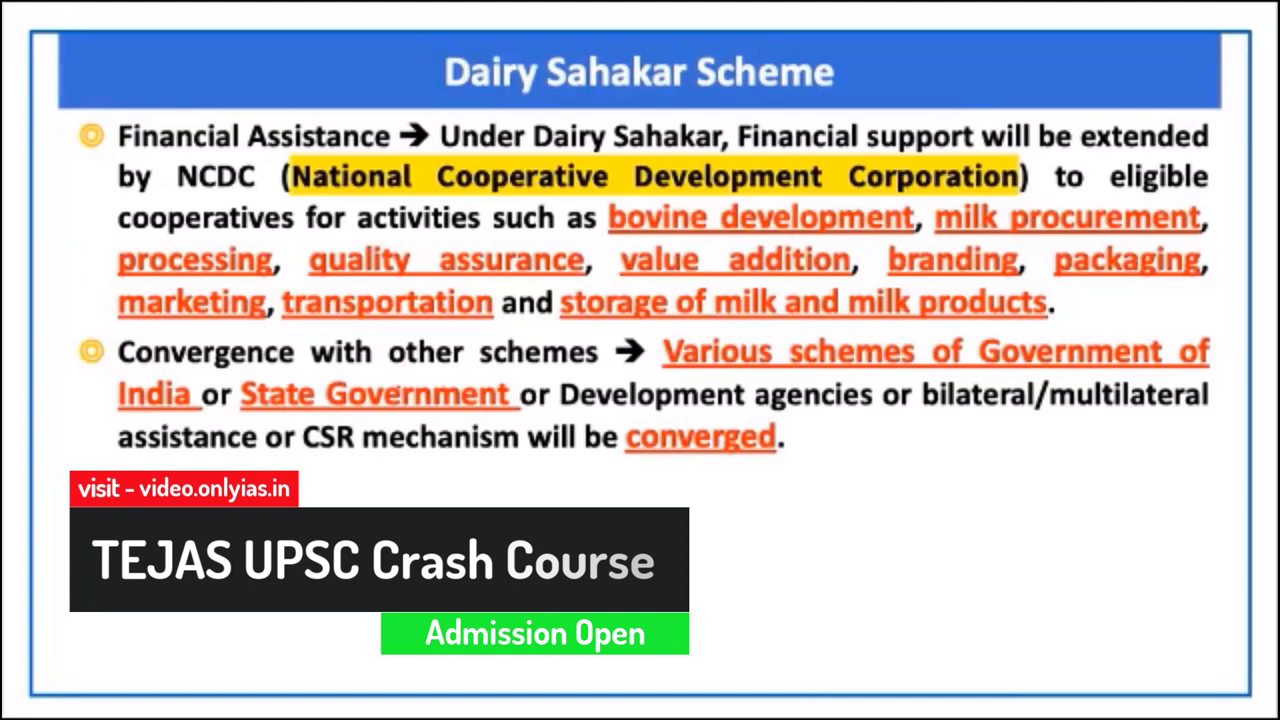 Dairy Sahakar Scheme
Financial Assistance ➔ Under Dairy Sahakar, Financial support will be extended
by NCDC (National Cooperative Development Corporation) to eligible
cooperatives for activities such as bovine development, milk procurement,
processing, quality assurance, value addition, branding, packaging,
marketing, transportation and storage of milk and milk products.
Convergence with other schemes ➔ Various schemes of Government of
India or State Government or Development agencies or bilateral/multilateral
assistance or CSR mechanism will be converged.
visit - video.onlyias.in
TEJAS UPSC Crash Course
Admission Open